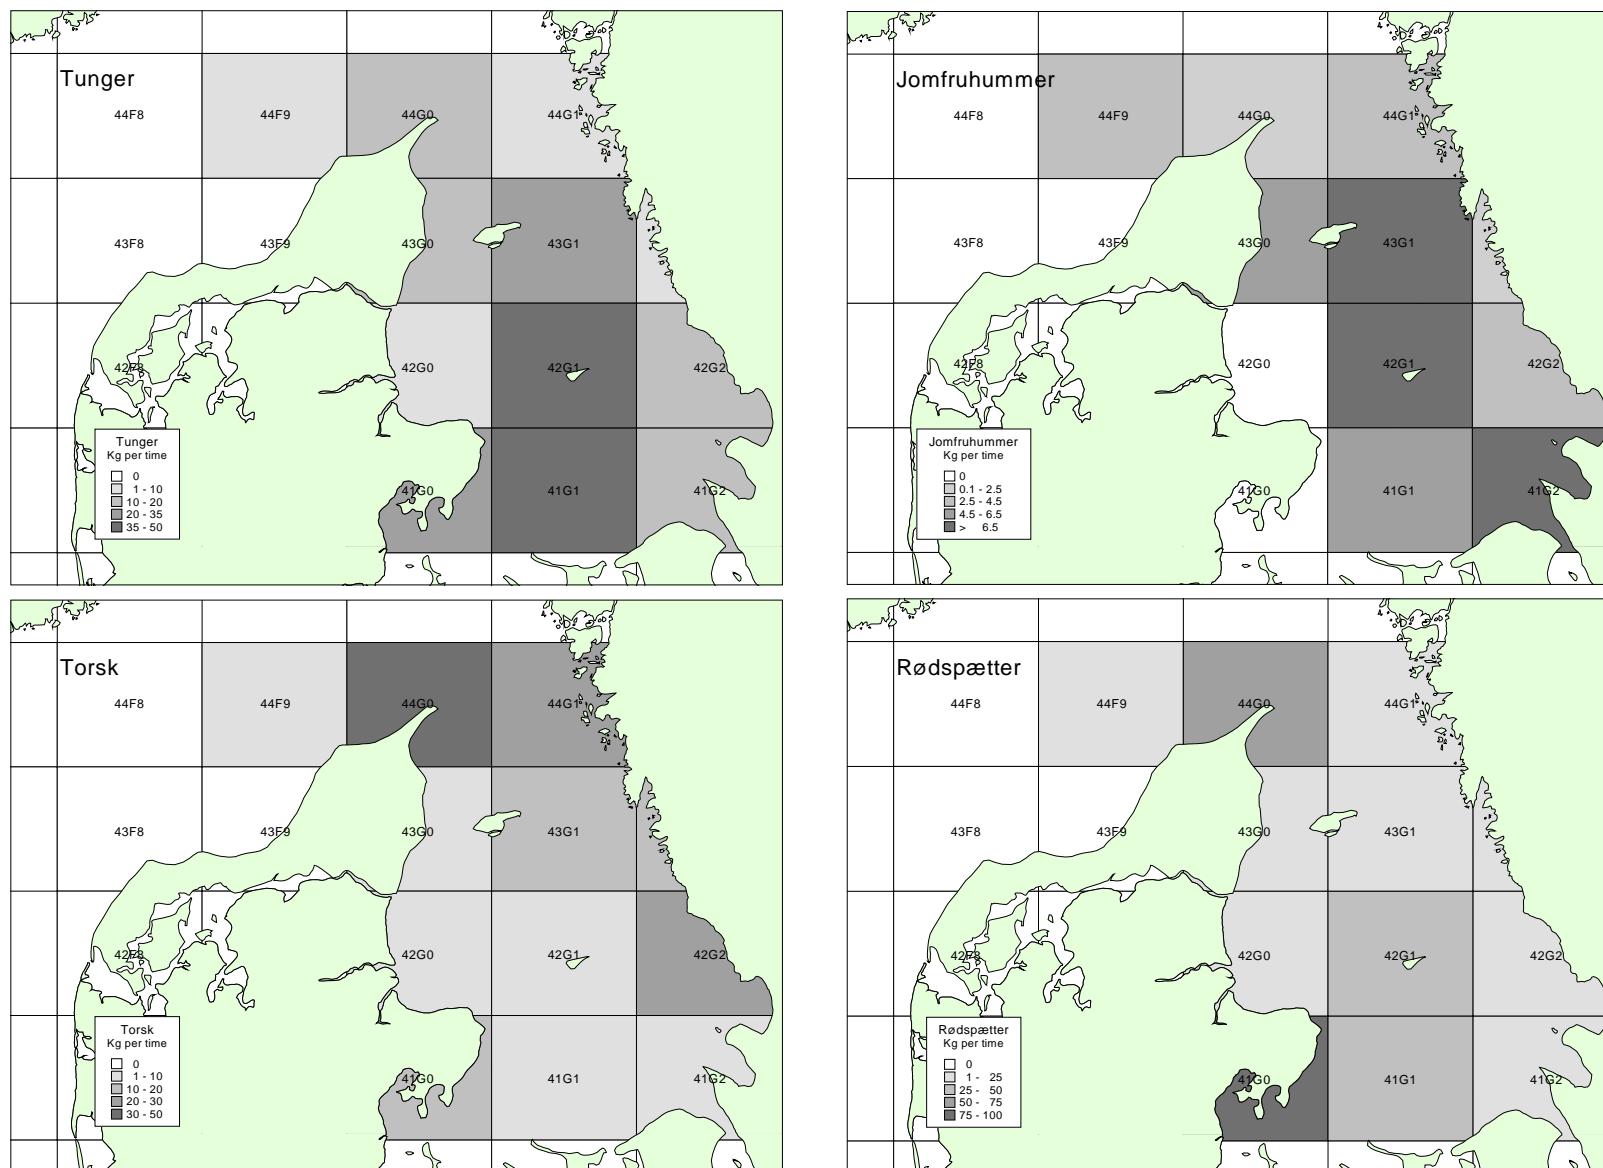 Tunger
44F8
44F9
44G0
44G1
43F8
43F9
43G0
43G1
42F8
42G0
42G1
42G2
41G0
41G1
41G2
Tunger
Kg per time
0
1 - 10
10 - 20
20 - 35
35 - 50
Jomfruhummer
44F8
44F9
44G0
44G1
43F8
43F9
43G0
43G1
42F8
42G0
42G1
42G2
41G0
41G1
41G2
Jomfruhummer
Kg per time
0
0.1 - 2.5
2.5 - 4.5
4.5 - 6.5
> 6.5
Torsk
44F8
44F9
44G0
44G1
43F8
43F9
43G0
43G1
42F8
42G0
42G1
42G2
41G0
41G1
41G2
Torsk
Kg per time
0
1 - 10
10 - 20
20 - 30
30 - 50
Rødspætter
44F8
44F9
44G0
44G1
43F8
43F9
43G0
43G1
42F8
42G0
42G1
42G2
41G0
41G1
41G2
Rødspætter
Kg per time
0
1 - 25
25 - 50
50 - 75
75 - 100